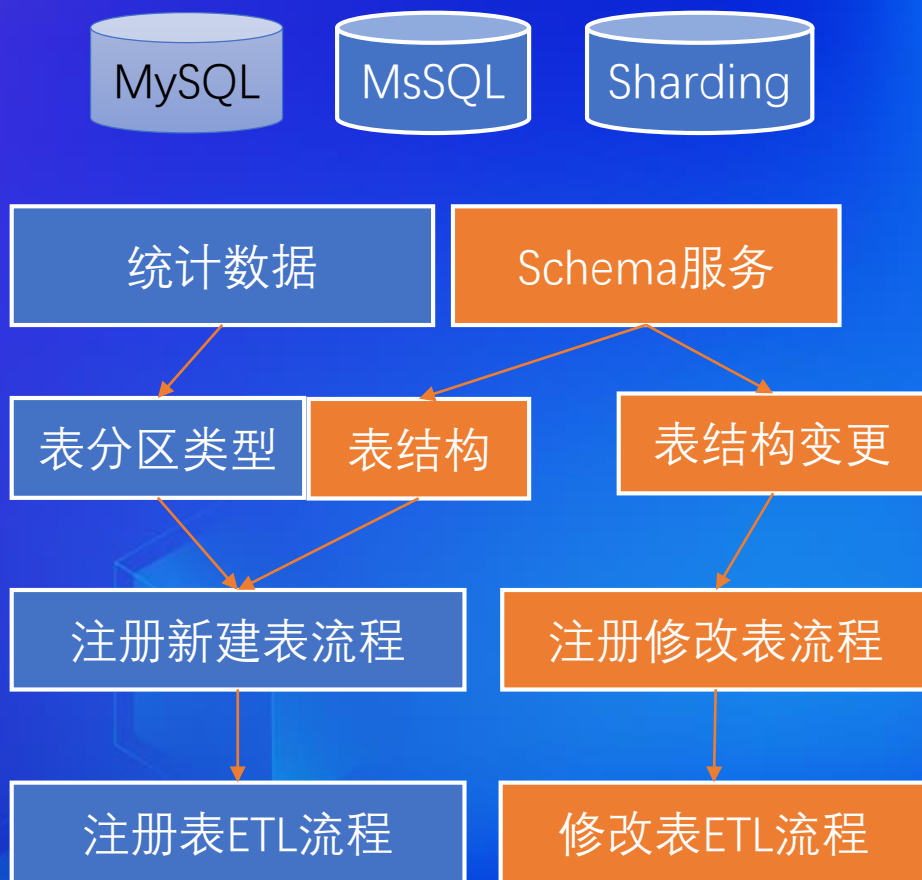 MySQL
MsSQL
Sharding
统计数据
Schema服务
表分区类型
表结构
表结构变更
注册新建表流程
注册修改表流程
注册表ETL流程
修改表ETL流程